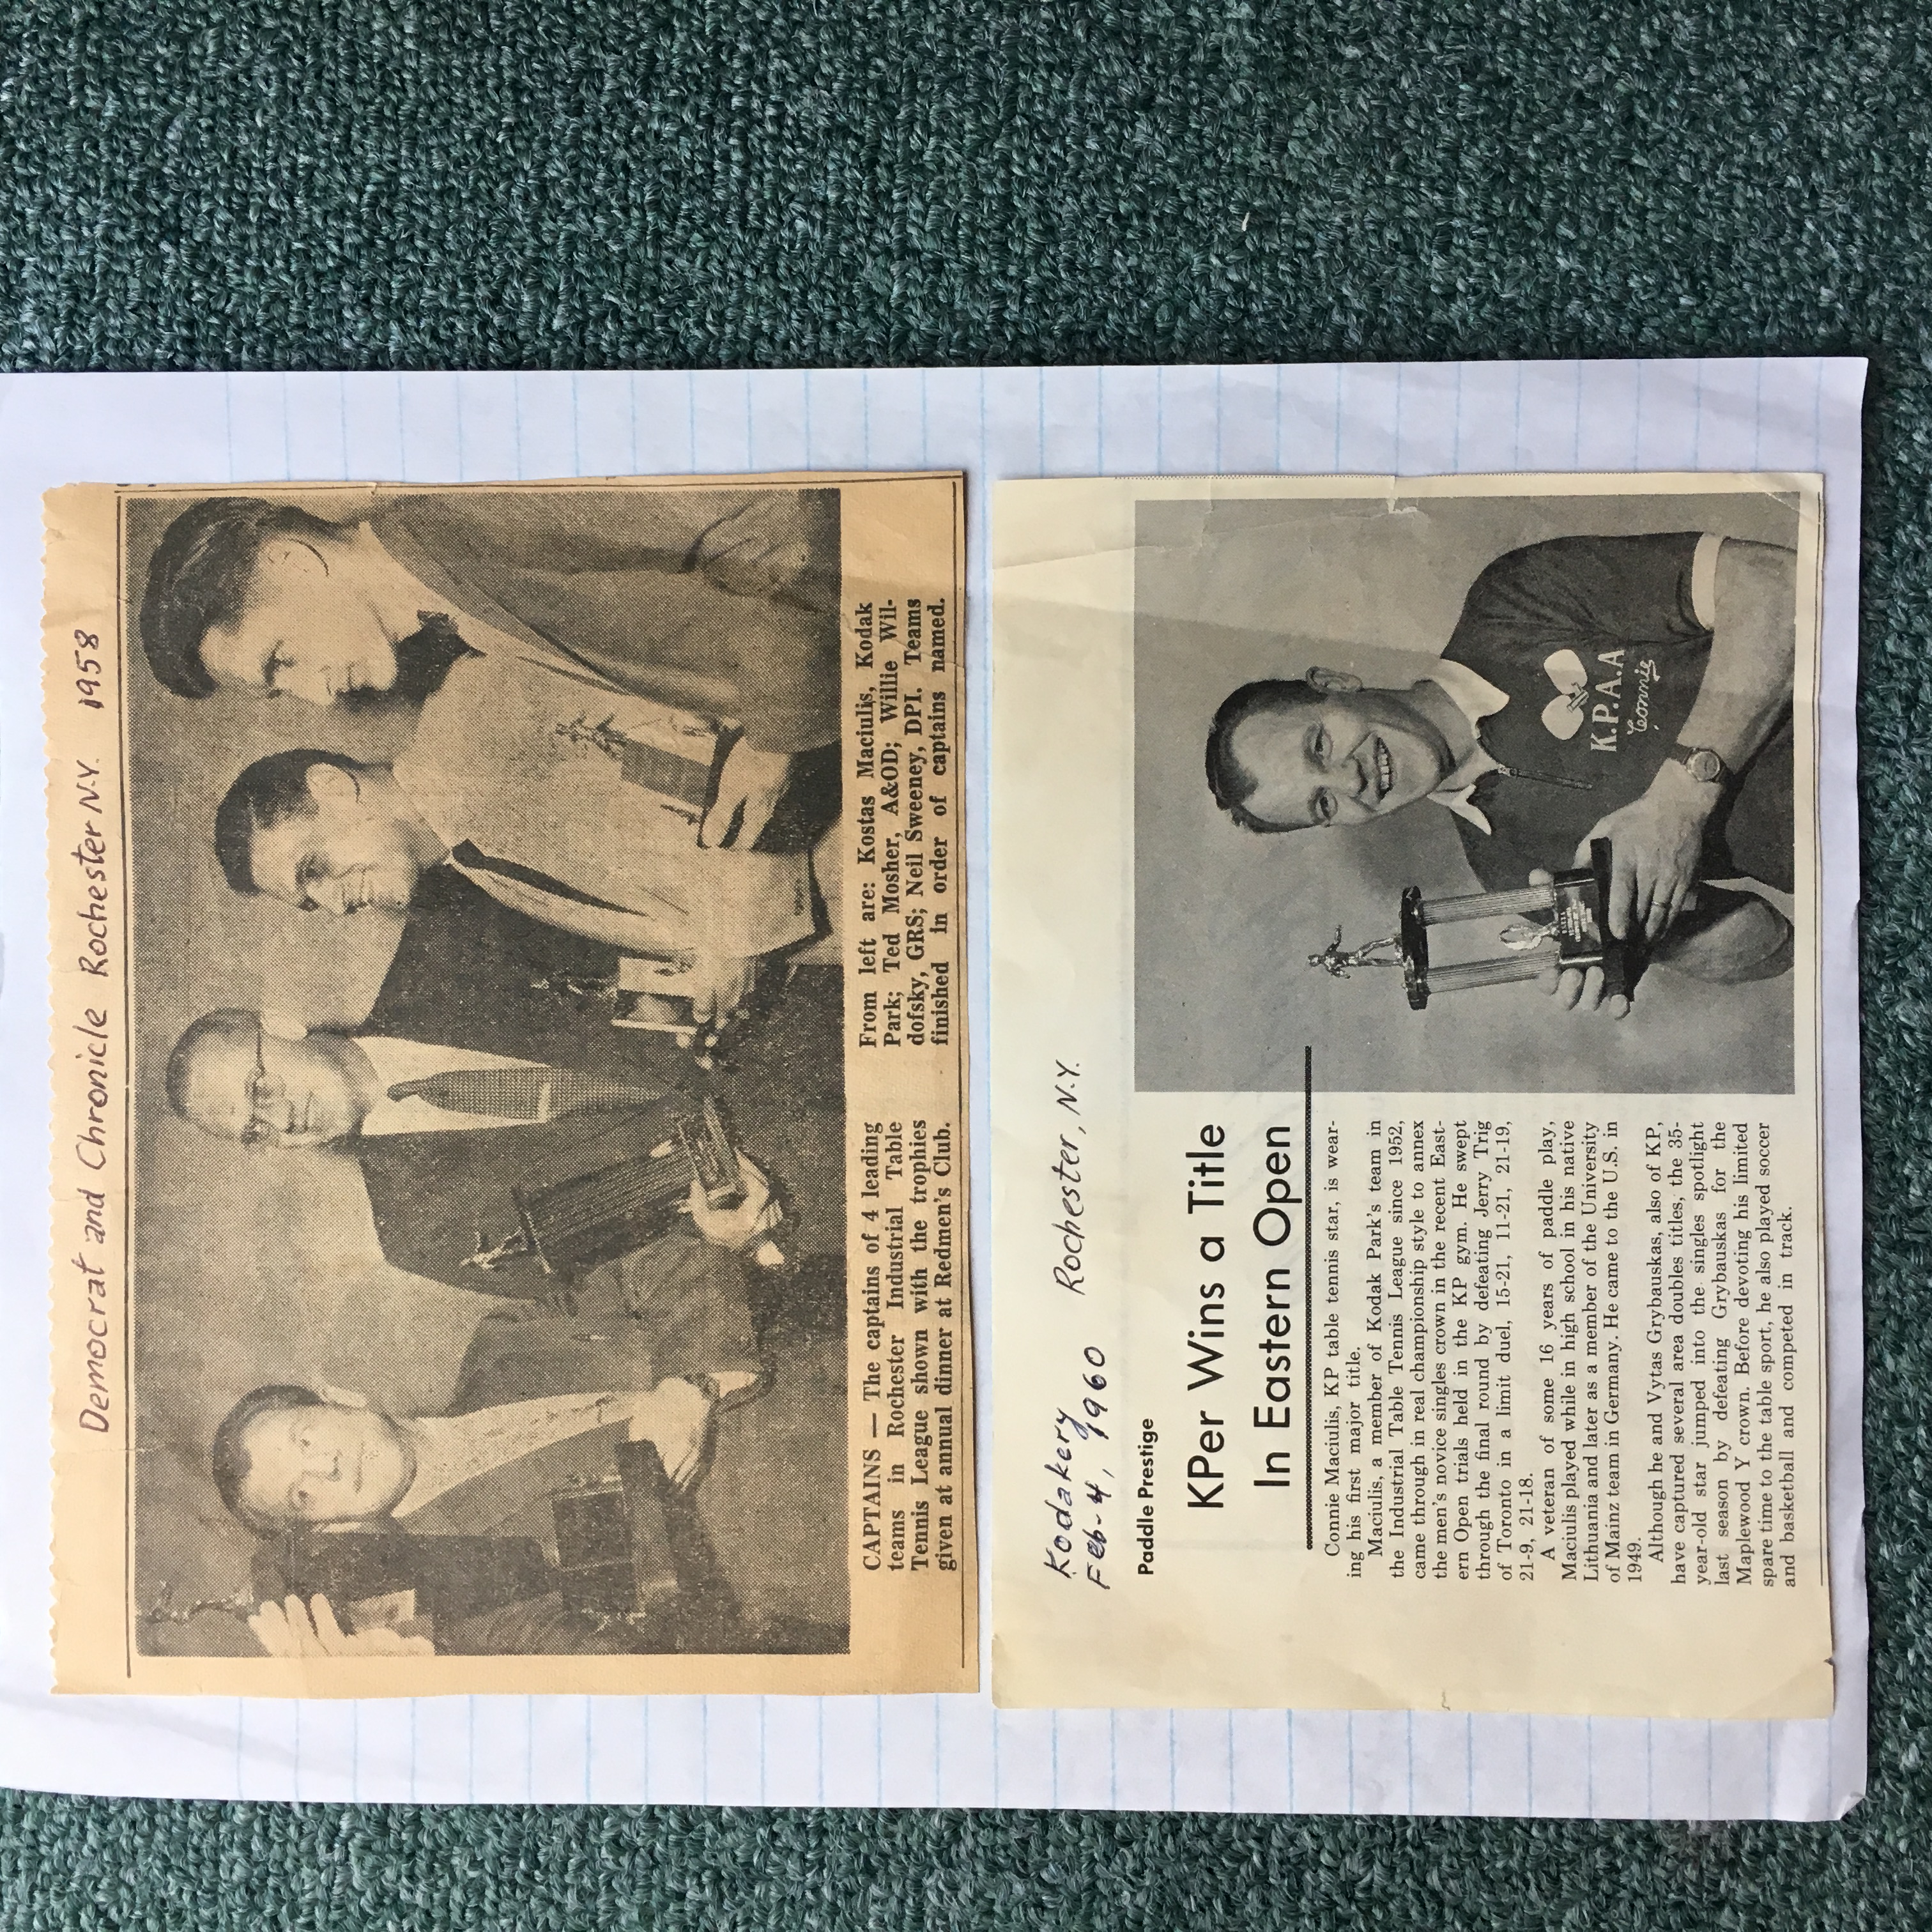 Democrat and Chronicle Rochester N.Y. 1958
CAPTAINS — The captains of 4 leading
teams in Rochester Industrial Table
Tennis League shown with the trophies
given at annual dinner at Redmen's Club.
From left are: Kostas Maciulis, Kodak
Park; Ted Mosher, A&OD; Willie Wil-
dofsky, GRS; Neil Sweeney, DPI. Teams
finished in order of captains named.
Kodakery Rochester, N.Y.
Feb-4, 1960
Paddle Prestige
KPer Wins a Title
In Eastern Open
Connie Maciulis, KP table tennis star, is wear-
ing his first major title.
Maciulis, a member of Kodak Park's team in
the Industrial Table Tennis League since 1952,
came through in real championship style to annex
the men's novice singles crown in the recent East-
ern Open trials held in the KP gym. He swept
through the final round by defeating Jerry Trig
of Toronto in a limit duel, 15-21, 11-21, 21-19,
21-9, 21-18.
A veteran of some 16 years of paddle play,
Maciulis played while in high school in his native
Lithuania and later as a member of the University
of Mainz team in Germany. He came to the U.S. in
1949.
Although he and Vytas Grybauskas, also of KP,
have captured several area doubles titles, the 35-
year-old star jumped into the singles spotlight
last season by defeating Grybauskas for the
Maplewood Y crown. Before devoting his limited
spare time to the table sport, he also played soccer
and basketball and competed in track.
K.P.A.A
Connie